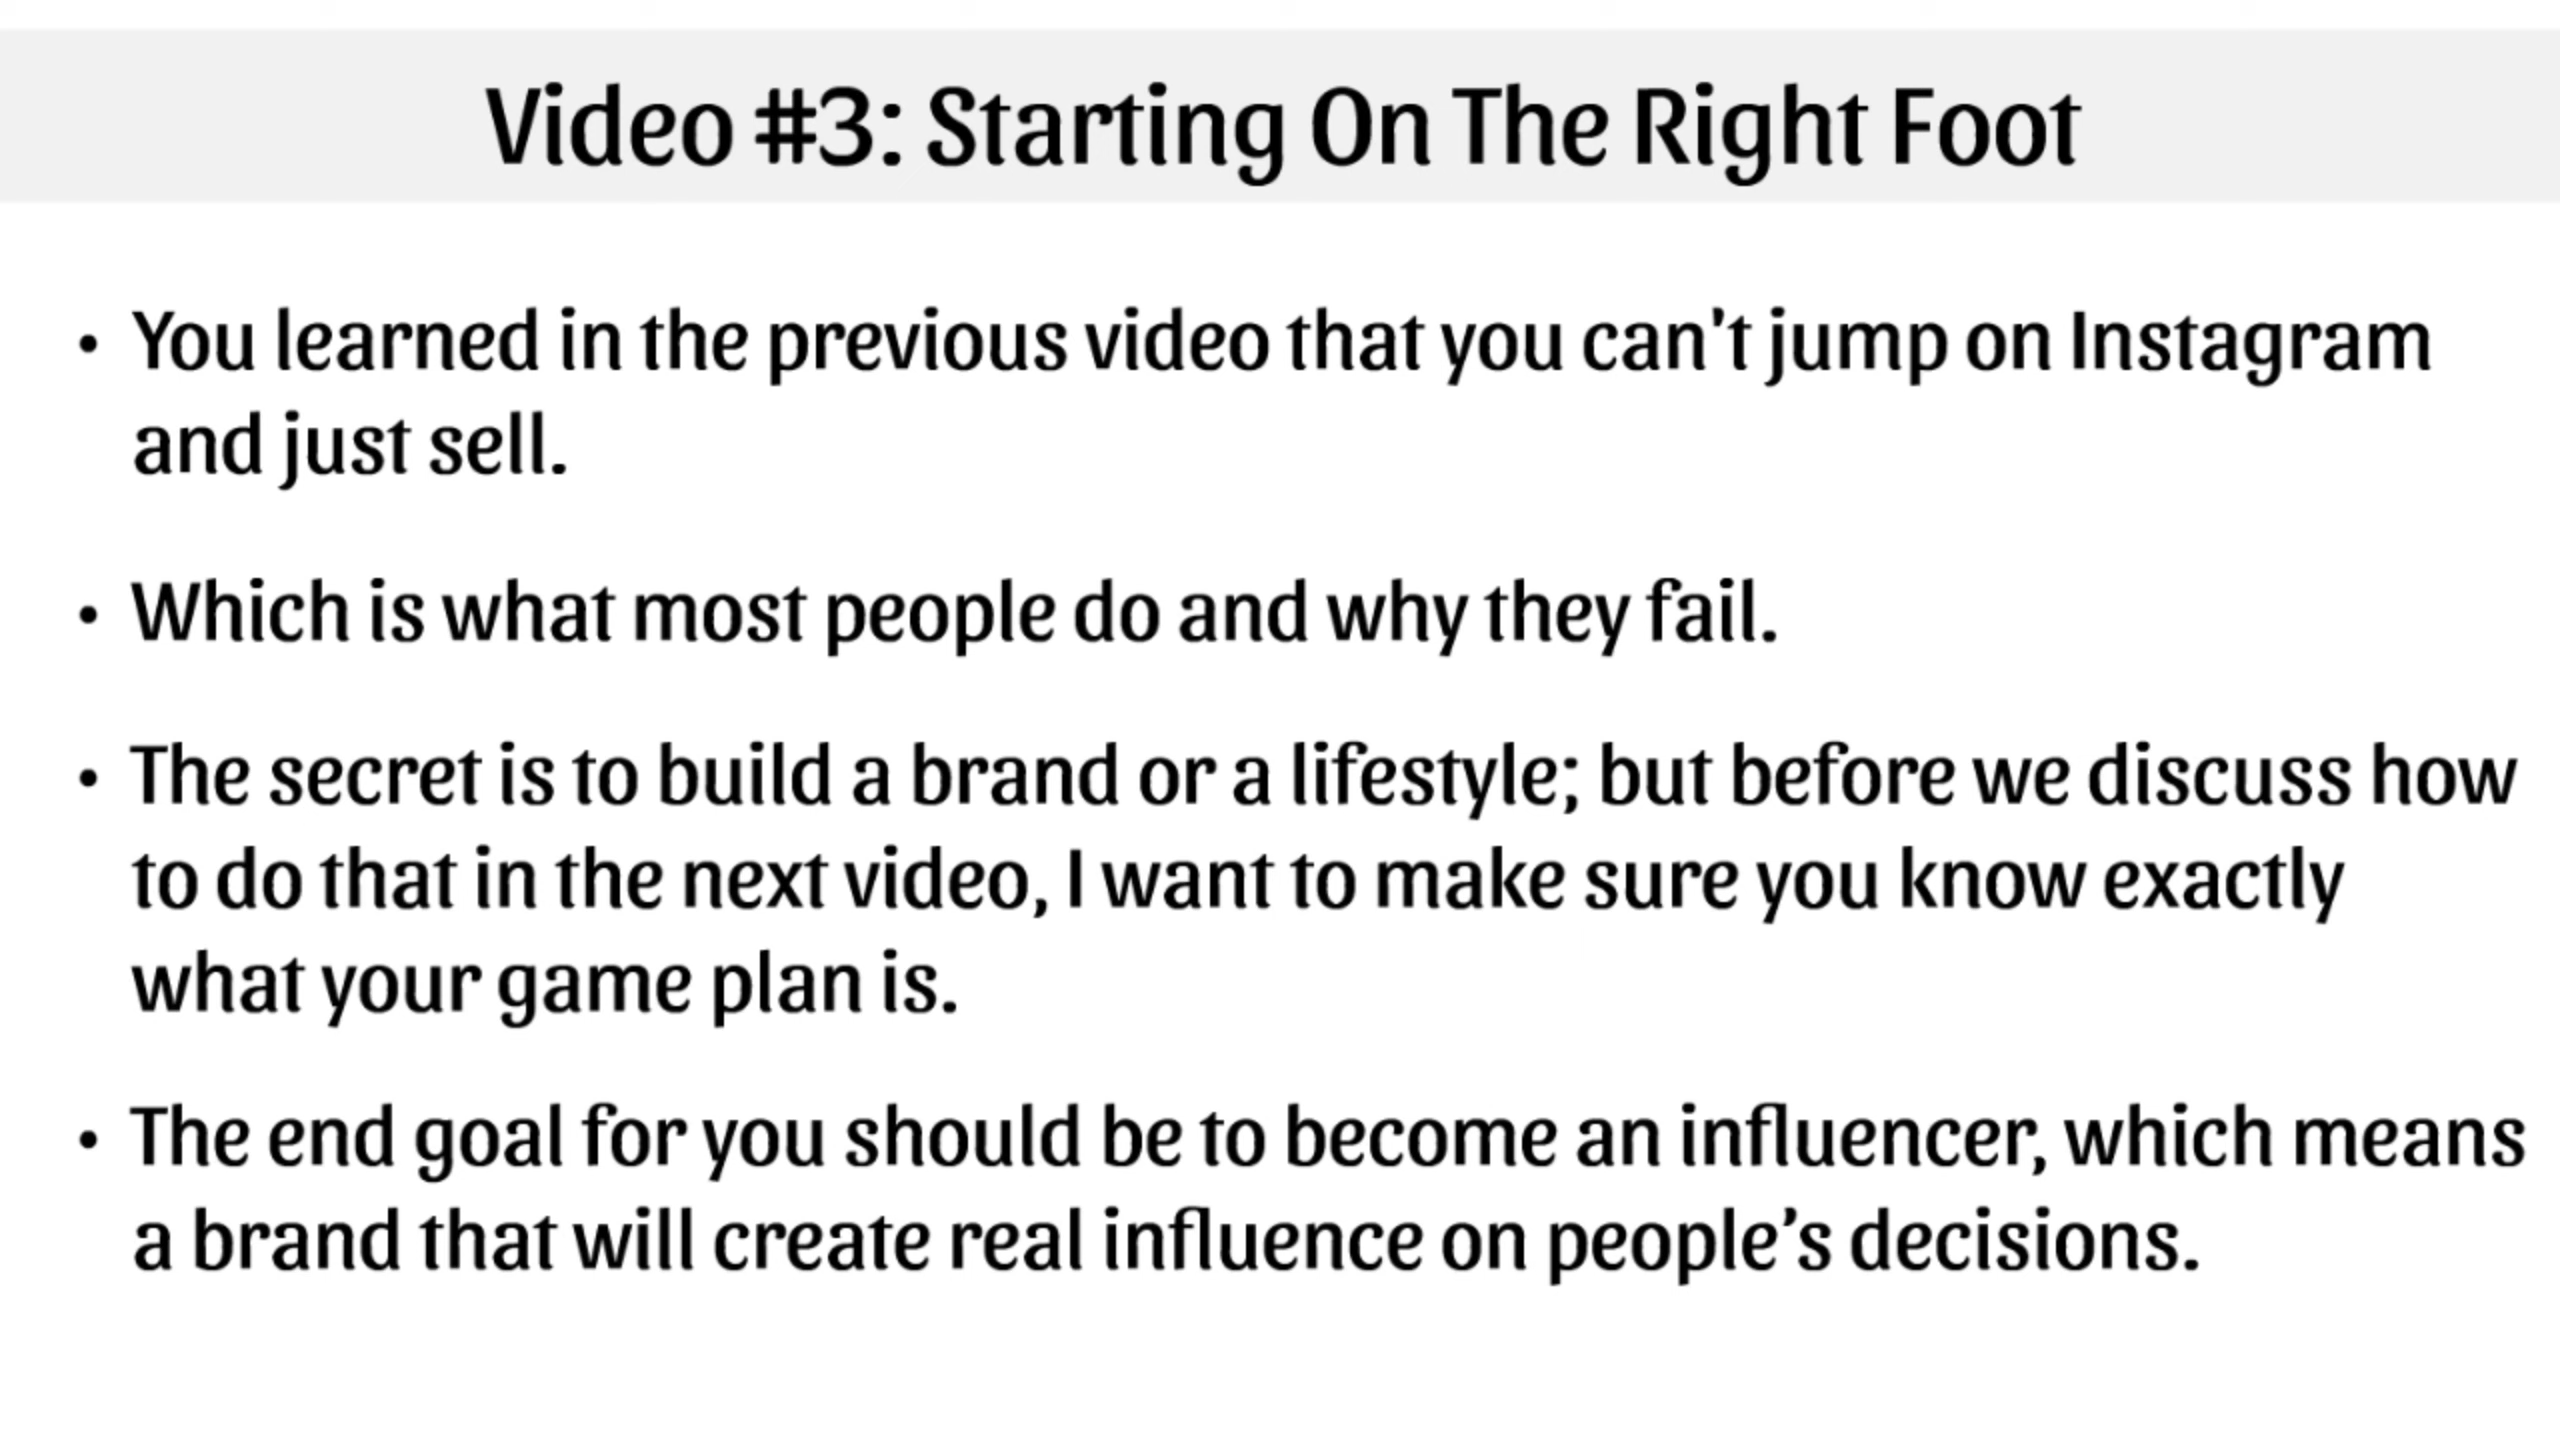 Video #3: Starting On The Right Foot
• You learned in the previous video that you can't jump on Instagram
and just sell.
• Which is what most people do and why they fail.
• The secret is to build a brand or a lifestyle; but before we discuss how
to do that in the next video, I want to make sure you know exactly
what your game plan is.
• The end goal for you should be to become an influencer, which means
a brand that will create real influence on people’s decisions.